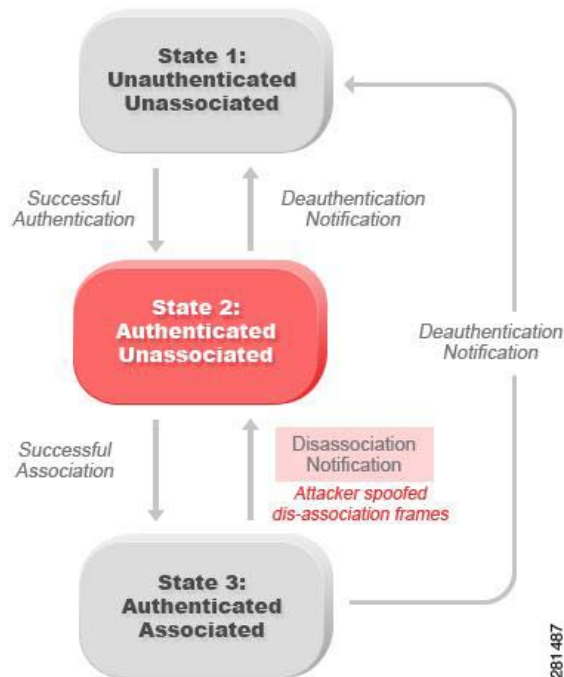 State 1:
Unauthenticated
Unassociated
Successful
Authentication
Deauthentication
Notification
State 2:
Authenticated
Unassociated
Deauthentication
Notification
Successful
Association
Disassociation
Notification
Attacker spoofed
dis-association frames
State 3:
Authenticated
Associated
281487